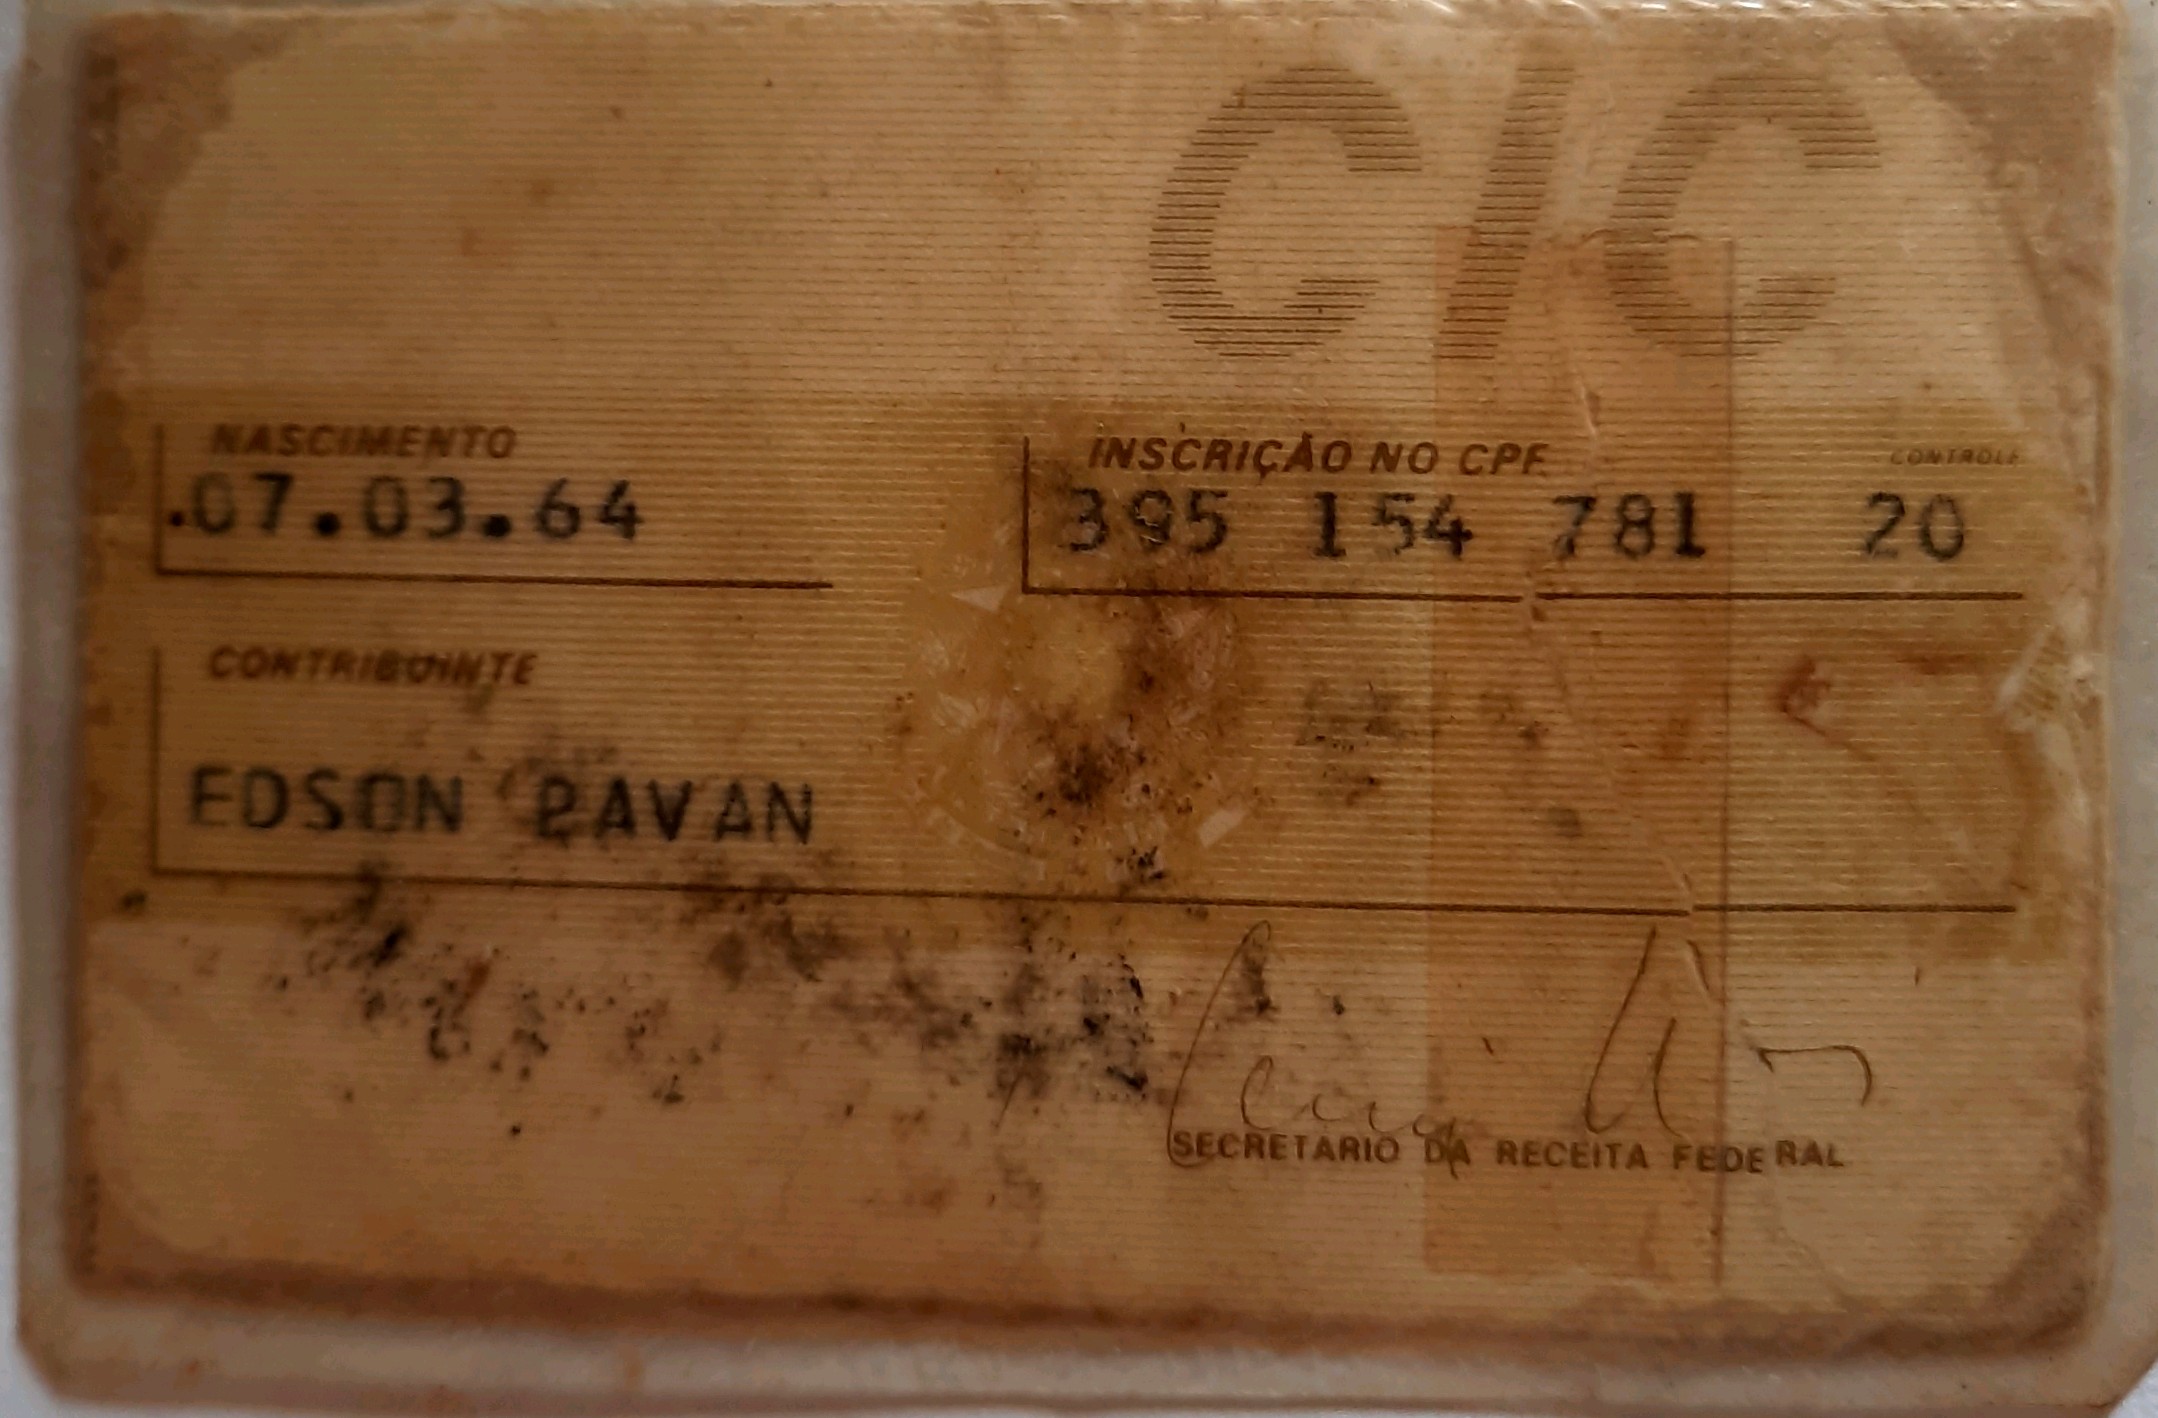 CIC
NASCIMENTO
.07.03.64
INSCRIÇÃO NO CPF CONTROLE
395 154 781 20
CONTRIBUINTE
EDSON PAVAN
SECRETARIO DA RECEITA FEDERAL